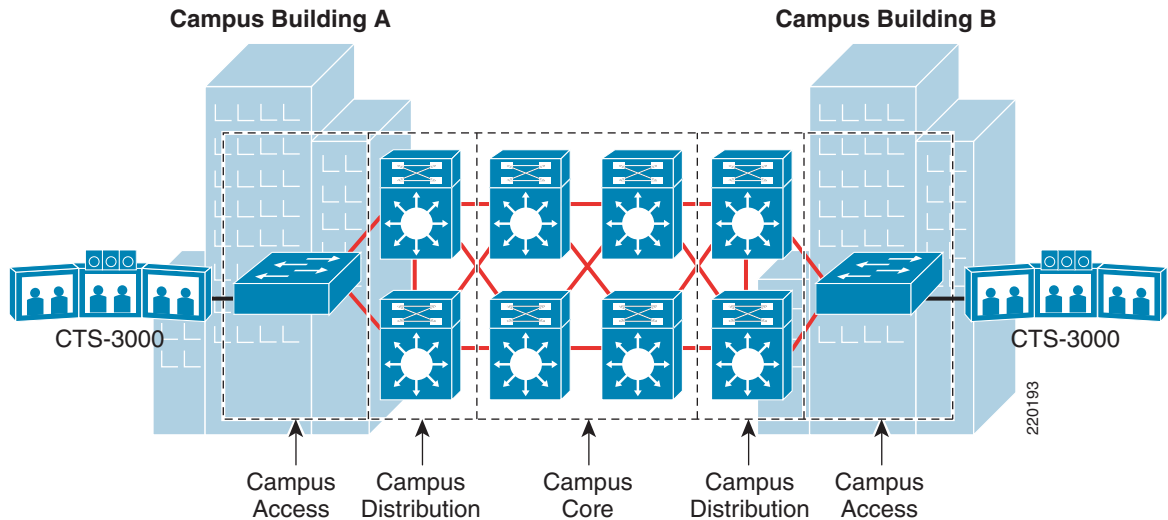 Campus Building A
Campus Building B
CTS-3000
CTS-3000
220193
Campus
Access
Campus
Distribution
Campus
Core
Campus
Distribution
Campus
Access